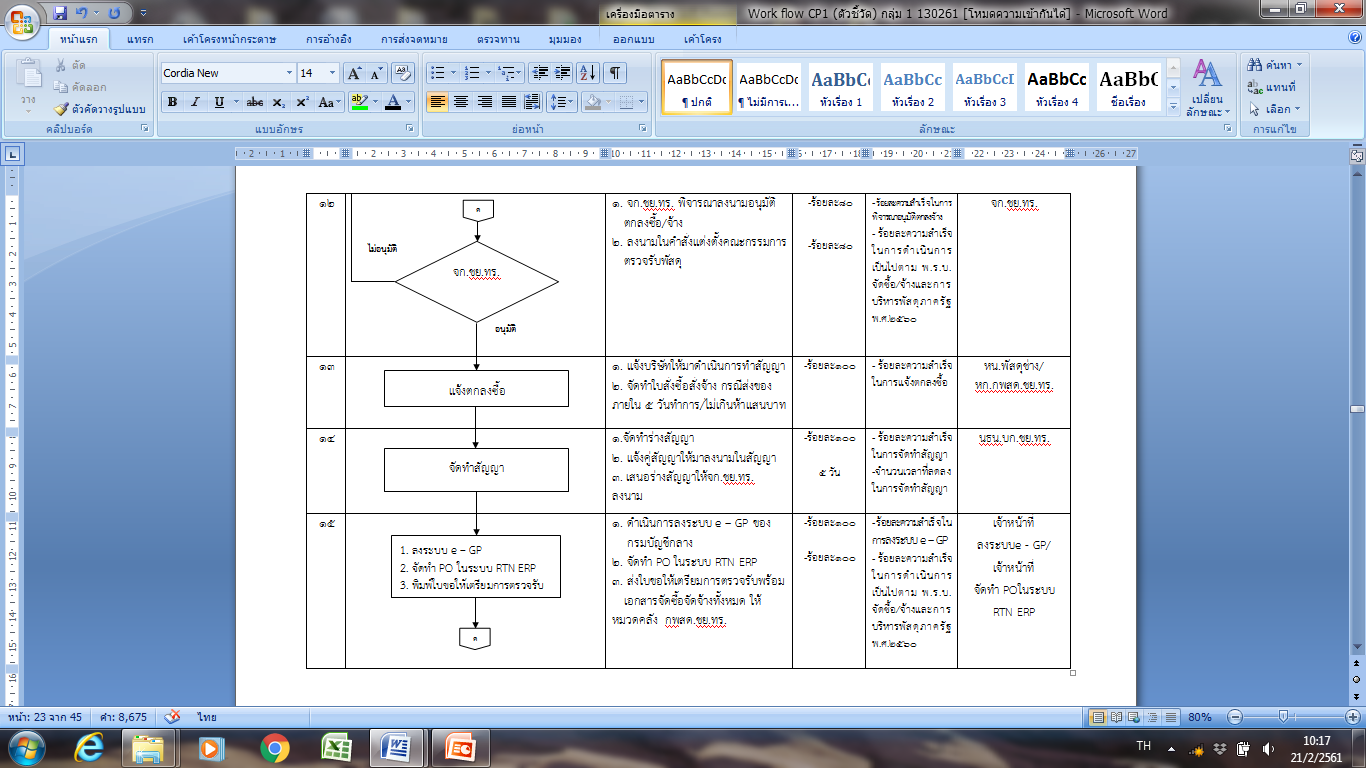 เครื่องมือตาราง
Work flow CP1 (ตัวชี้วัด) กลุ่ม 1 130261 [โหมดความเข้ากันได้] - Microsoft Word
หน้าแรก แทรก เค้าโครงหน้ากระดาษ การอ้างอิง การส่งจดหมาย ตรวจทาน มุมมอง ออกแบบ เค้าโครง
วาง
ตัด
คัดลอก
ตัวคัดวางรูปแบบ
คลิปบอร์ด
Cordia New 14
B I U abc x₂ x² Aa
แบบอักษร
ย่อหน้า
AaBbCcDc AaBbCcDc AaBbC AaBbCc AaBbCcI AaBbCc AaBbC
¶ ปกติ ¶ ไม่มีการเ... หัวเรื่อง 1 หัวเรื่อง 2 หัวเรื่อง 3 หัวเรื่อง 4 ชื่อเรื่อง
เปลี่ยน
ลักษณะ
ลักษณะ
ค้นหา
แทนที่
เลือก
การแก้ไข
๑๒
ไม่อนุมัติ
จก.ชย.ทร.
อนุมัติ
๑. จก.ชย.ทร. พิจารณาลงนามอนุมัติ
ตกลงซื้อ/จ้าง
๒. ลงนามในคำสั่งแต่งตั้งคณะกรรมการ
ตรวจรับพัสดุ
-ร้อยละ๘๐
-ร้อยละ๘๐
-ร้อยละความสำเร็จในการ
พิจารณาอนุมัติตกลงจ้าง
- ร้อยละความสำเร็จ
ในการดำเนินการ
เป็นไปตาม พ.ร.บ.
จัดซื้อ/จ้างและการ
บริหารพัสดุภาครัฐ
พ.ศ.๒๕๖๐
จก.ชย.ทร.
๑๓
แจ้งตกลงซื้อ
๑. แจ้งบริษัทให้มาดำเนินการทำสัญญา
๒. จัดทำใบสั่งซื้อสั่งจ้าง กรณีส่งของ
ภายใน ๕ วันทำการ/ไม่เกินห้าแสนบาท
-ร้อยละ๑๐๐
- ร้อยละความสำเร็จ
ในการแจ้งตกลงซื้อ
หน.พัสดุช่าง/
หก.กพสด.ชย.ทร.
๑๔
จัดทำสัญญา
๑.จัดทำร่างสัญญา
๒. แจ้งคู่สัญญาให้มาลงนามในสัญญา
๓. เสนอร่างสัญญาให้จก.ชย.ทร.
ลงนาม
-ร้อยละ๑๐๐
๕ วัน
- ร้อยละความสำเร็จ
ในการจัดทำสัญญา
-จำนวนเวลาที่ลดลง
ในการจัดทำสัญญา
นธน.บก.ชย.ทร.
๑๕
1. ลงระบบ e – GP
2. จัดทำ PO ในระบบ RTN ERP
3. พิมพ์ใบขอให้เตรียมการตรวจรับ
๑. ดำเนินการลงระบบ e – GP ของ
กรมบัญชีกลาง
๒. จัดทำ PO ในระบบ RTN ERP
๓. ส่งใบขอให้เตรียมการตรวจรับพร้อม
เอกสารจัดซื้อจัดจ้างทั้งหมด ให้
หมวดคลัง กพสด.ชย.ทร.
-ร้อยละ๑๐๐
-ร้อยละ๑๐๐
-ร้อยละความสำเร็จใน
การลงระบบ e – GP
- ร้อยละความสำเร็จ
ในการดำเนินการ
เป็นไปตาม พ.ร.บ.
จัดซื้อ/จ้างและการ
บริหารพัสดุภาครัฐ
พ.ศ.๒๕๖๐
เจ้าหน้าที่
ลงระบบe - GP/
เจ้าหน้าที่
จัดทำ POในระบบ
RTN ERP
หน้า: 23 จาก 45 คำ: 8,675 ไทย 80%
TH 10:17
21/2/2561